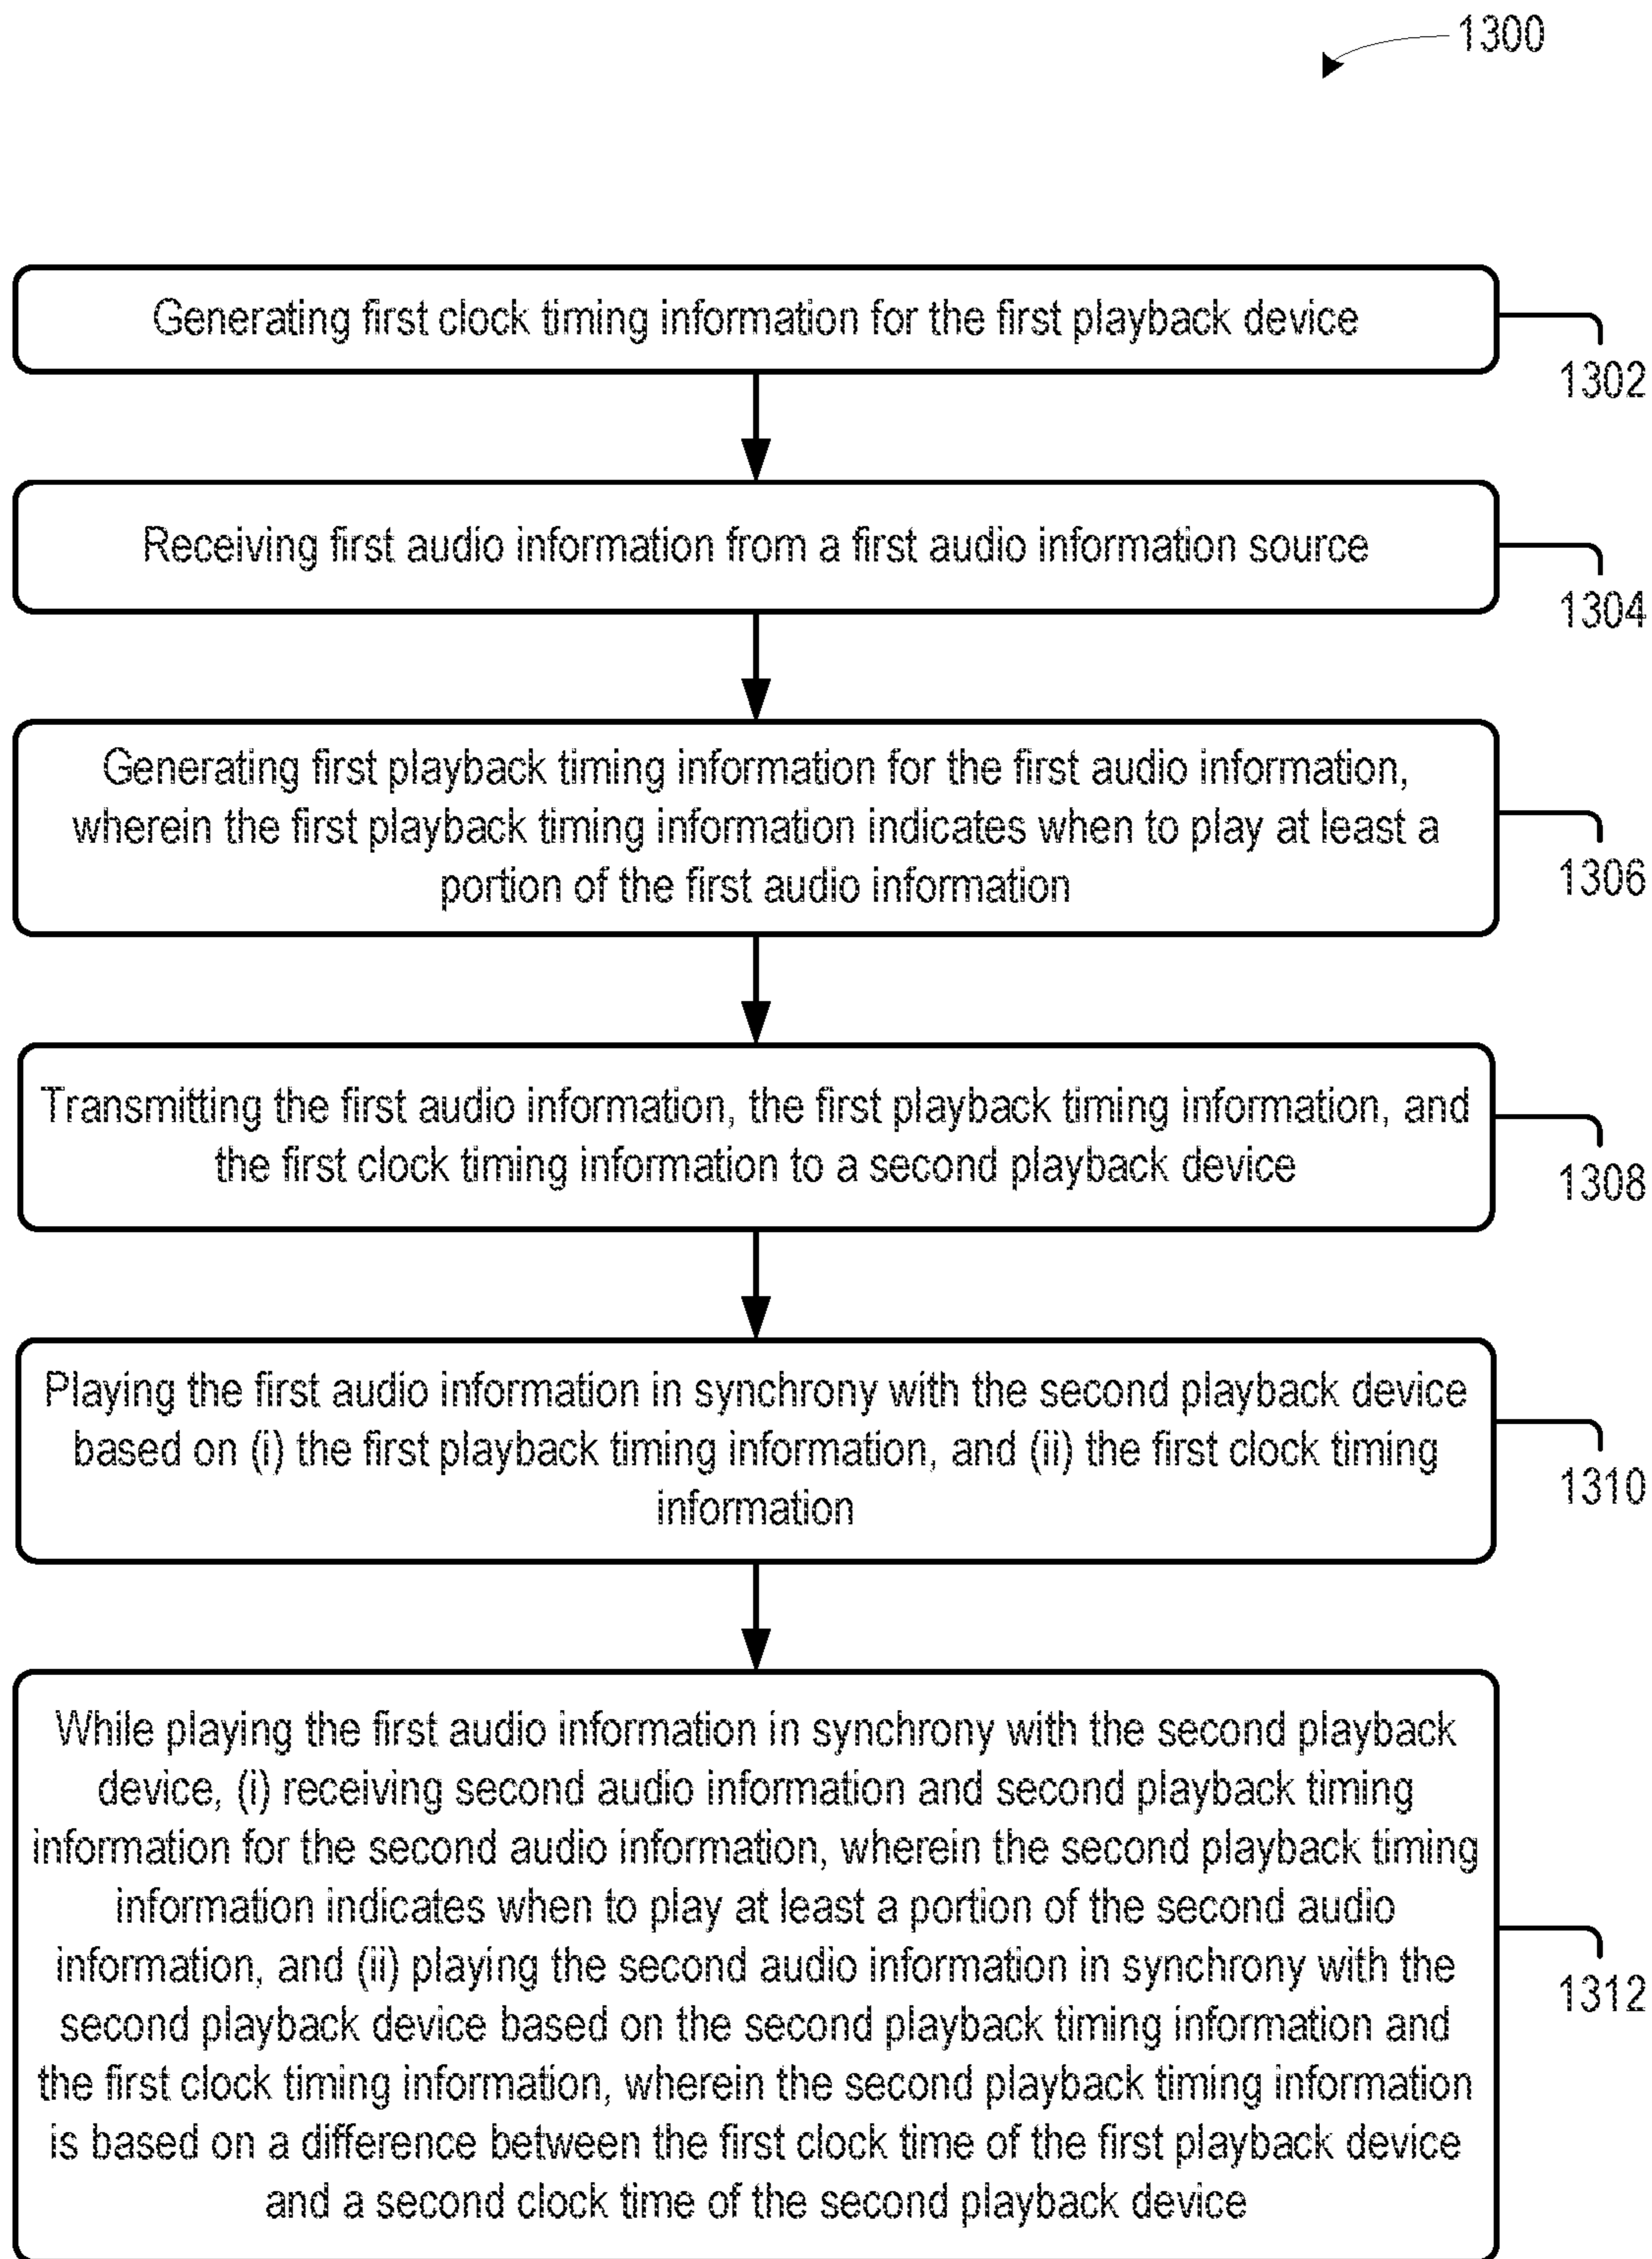 1300
Generating first clock timing information for the first playback device
1302
Receiving first audio information from a first audio information source
1304
Generating first playback timing information for the first audio information,
wherein the first playback timing information indicates when to play at least a
portion of the first audio information
1306
Transmitting the first audio information, the first playback timing information, and
the first clock timing information to a second playback device
1308
Playing the first audio information in synchrony with the second playback device
based on (i) the first playback timing information, and (ii) the first clock timing
information
1310
While playing the first audio information in synchrony with the second playback
device, (i) receiving second audio information and second playback timing
information for the second audio information, wherein the second playback timing
information indicates when to play at least a portion of the second audio
information, and (ii) playing the second audio information in synchrony with the
second playback device based on the second playback timing information and
the first clock timing information, wherein the second playback timing information
is based on a difference between the first clock time of the first playback device
and a second clock time of the second playback device
1312